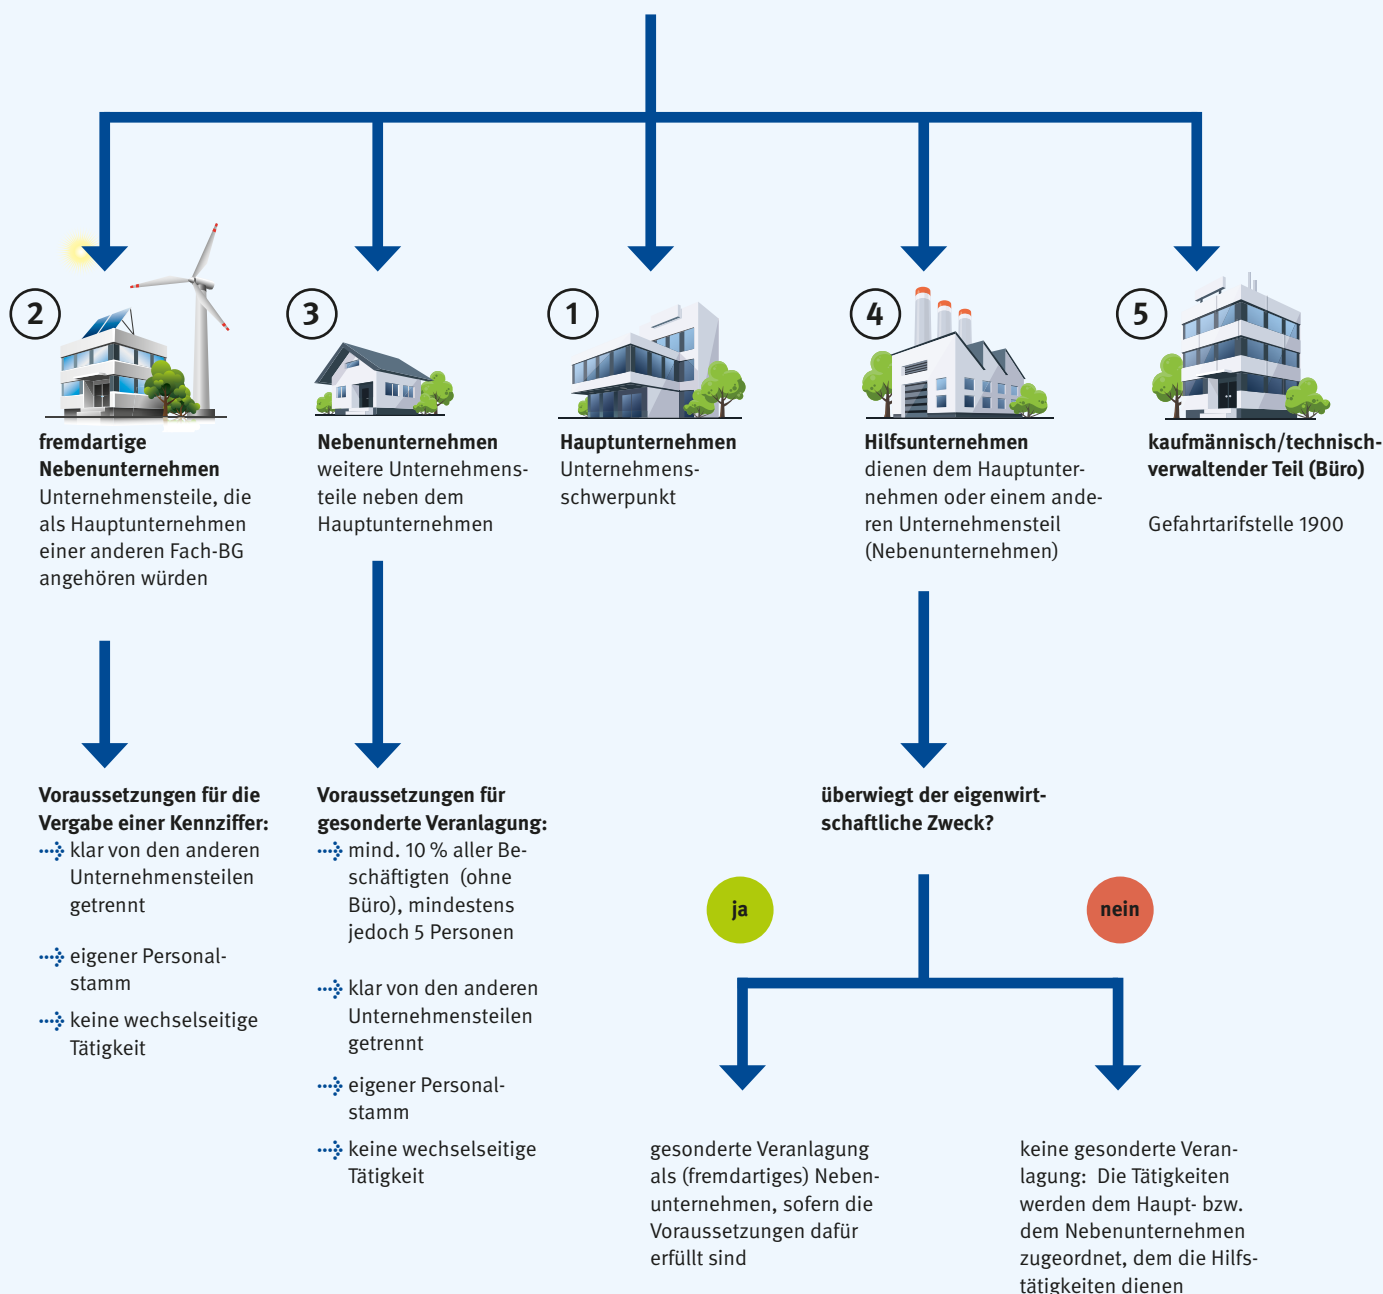 2
fremdartige
Nebenunternehmen
Unternehmensteile, die
als Hauptunternehmen
einer anderen Fach-BG
angehören würden
Voraussetzungen für die
Vergabe einer Kennziffer:
klar von den anderen
Unternehmensteilen
getrennt
eigener Personal-
stamm
keine wechselseitige
Tätigkeit
3
Nebenunternehmen
weitere Unternehmens-
teile neben dem
Hauptunternehmen
Voraussetzungen für
gesonderte Veranlagung:
mind. 10 % aller Be-
schäftigten (ohne
Büro), mindestens
jedoch 5 Personen
klar von den anderen
Unternehmensteilen
getrennt
eigener Personal-
stamm
keine wechselseitige
Tätigkeit
1
Hauptunternehmen
Unternehmens-
schwerpunkt
4
Hilfsunternehmen
dienen dem Hauptunter-
nehmen oder einem ande-
ren Unternehmensteil
(Nebenunternehmen)
überwiegt der eigenwirt-
schaftliche Zweck?
ja
gesonderte Veranlagung
als (fremdartiges) Neben-
unternehmen, sofern die
Voraussetzungen dafür
erfüllt sind
nein
keine gesonderte Veran-
lagung: Die Tätigkeiten
werden dem Haupt- bzw.
dem Nebenunternehmen
zugeordnet, dem die Hilfs-
tätigkeiten dienen
5
kaufmännisch/technisch-
verwaltender Teil (Büro)
Gefahrtarifstelle 1900